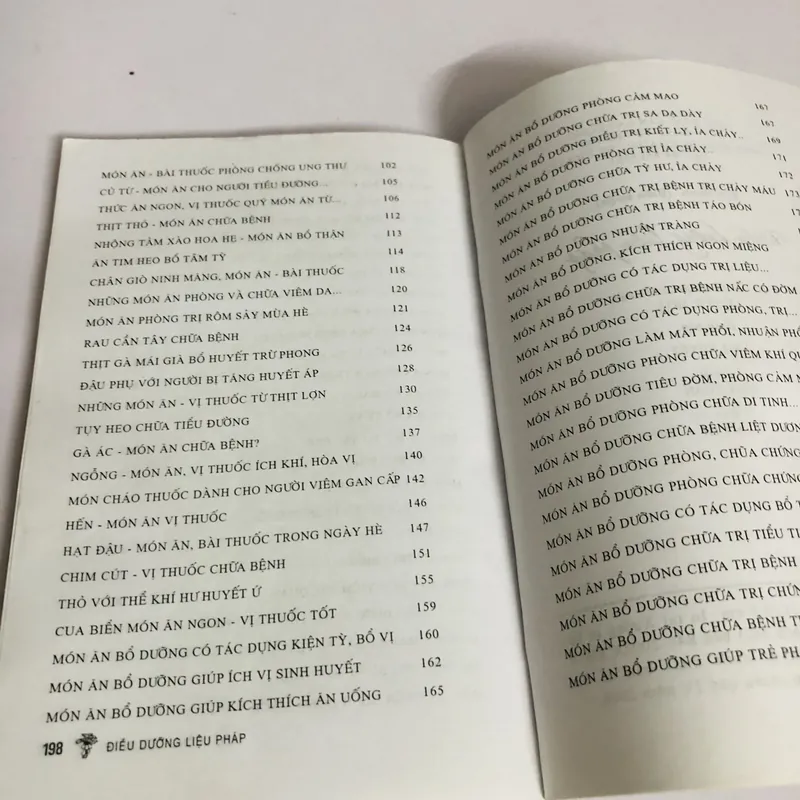 MÓN ĂN - BÀI THUỐC PHÒNG CHỐNG UNG THƯ 102
CỦ TỪ - MÓN ĂN CHO NGƯỜI TIỂU ĐƯỜNG... 105
THỨC ĂN NGON, VỊ THUỐC QUÝ MÓN ĂN TỪ... 106
THỊT THỎ - MÓN ĂN CHỮA BỆNH 112
NHỘNG TẰM XÀO HOA HẸ - MÓN ĂN BỔ THẬN 113
ĂN TIM HEO BỔ TÂM TỲ 114
CHÂN GIÒ NINH MĂNG, MÓN ĂN - BÀI THUỐC 118
NHỮNG MÓN ĂN PHÒNG VÀ CHỮA VIÊM DA... 120
MÓN ĂN PHÒNG TRỊ RÔM SẢY MÙA HÈ 121
RAU CẦN TÂY CHỮA BỆNH 124
THỊT GÀ MÁI GIÀ BỔ HUYẾT TRỪ PHONG 126
ĐẬU PHỤ VỚI NGƯỜI BỊ TĂNG HUYẾT ÁP 128
NHỮNG MÓN ĂN - VỊ THUỐC TỪ THỊT LỢN 130
TỤY HEO CHỮA TIỂU ĐƯỜNG 135
GÀ ÁC - MÓN ĂN CHỮA BỆNH? 137
NGỖNG - MÓN ĂN, VỊ THUỐC ÍCH KHÍ, HÒA VỊ 140
MÓN CHÁO THUỐC DÀNH CHO NGƯỜI VIÊM GAN CẤP 142
HẾN - MÓN ĂN VỊ THUỐC 146
HẠT ĐẬU - MÓN ĂN, BÀI THUỐC TRONG NGÀY HÈ 147
CHIM CÚT - VỊ THUỐC CHỮA BỆNH 151
THỎ VỚI THỂ KHÍ HƯ HUYẾT Ứ 155
CUA BIỂN MÓN ĂN NGON - VỊ THUỐC TỐT 159
MÓN ĂN BỔ DƯỠNG CÓ TÁC DỤNG KIỆN TỲ, BỔ VỊ 160
MÓN ĂN BỔ DƯỠNG GIÚP ÍCH VỊ SINH HUYẾT 162
MÓN ĂN BỔ DƯỠNG GIÚP KÍCH THÍCH ĂN UỐNG 165
198 ĐIỀU DƯỠNG LIỆU PHÁP
MÓN ĂN BỔ DƯỠNG PHÒNG CẢM MẠO 167
MÓN ĂN BỔ DƯỠNG CHỮA TRỊ SA DẠ DÀY 167
MÓN ĂN BỔ DƯỠNG ĐIỀU TRỊ KIẾT LỴ, ỈA CHẢY.. 169
MÓN ĂN BỔ DƯỠNG PHÒNG TRỊ ỈA CHẢY.. 171
MÓN ĂN BỔ DƯỠNG CHỮA TỲ HƯ, ỈA CHẢY 172
MÓN ĂN BỔ DƯỠNG CHỮA TRỊ BỆNH TRĨ CHẢY MÁU 173
MÓN ĂN BỔ DƯỠNG CHỮA TRỊ BỆNH TÁO BÓN
MÓN ĂN BỔ DƯỠNG NHUẬN TRÀNG
MÓN ĂN BỔ DƯỠNG, KÍCH THÍCH NGON MIỆNG
MÓN ĂN BỔ DƯỠNG CÓ TÁC DỤNG TRỊ LIỆU...
MÓN ĂN BỔ DƯỠNG CHỮA TRỊ BỆNH NẤC CÓ ĐỜM
MÓN ĂN BỔ DƯỠNG CÓ TÁC DỤNG PHÒNG, TRỊ...
MÓN ĂN BỔ DƯỠNG LÀM MÁT PHỔI, NHUẬN PHỔ
MÓN ĂN BỔ DƯỠNG PHÒNG CHỮA VIÊM KHÍ Q
MÓN ĂN BỔ DƯỠNG TIÊU ĐỜM, PHÒNG CẢM M
MÓN ĂN BỔ DƯỠNG PHÒNG CHỮA DI TINH...
MÓN ĂN BỔ DƯỠNG CHỮA BỆNH LIỆT DƯƠN
MÓN ĂN BỔ DƯỠNG PHÒNG, CHỮA CHỨNG
MÓN ĂN BỔ DƯỠNG PHÒNG CHỮA CHỨNG
MÓN ĂN BỔ DƯỠNG CÓ TÁC DỤNG BỔ T
MÓN ĂN BỔ DƯỠNG CHỮA TRỊ TIỂU TI
MÓN ĂN BỔ DƯỠNG CHỮA TRỊ BỆNH
MÓN ĂN BỔ DƯỠNG CHỮA TRỊ CHỨN
MÓN ĂN BỔ DƯỠNG CHỮA BỆNH T
MÓN ĂN BỔ DƯỠNG GIÚP TRẺ PH